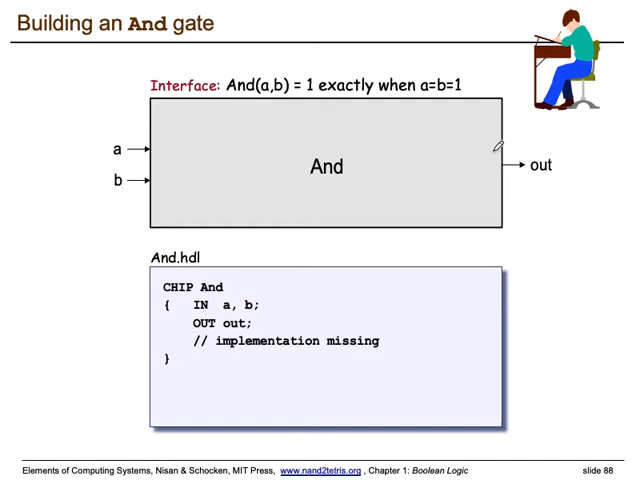 Building an And gate
Interface: And(a,b) = 1 exactly when a=b=1
a
And
out
b
And.hdl
CHIP And
{ IN a, b;
OUT out;
// implementation missing
}
Elements of Computing Systems, Nisan & Schocken, MIT Press, www.nand2tetris.org , Chapter 1: Boolean Logic
slide 88